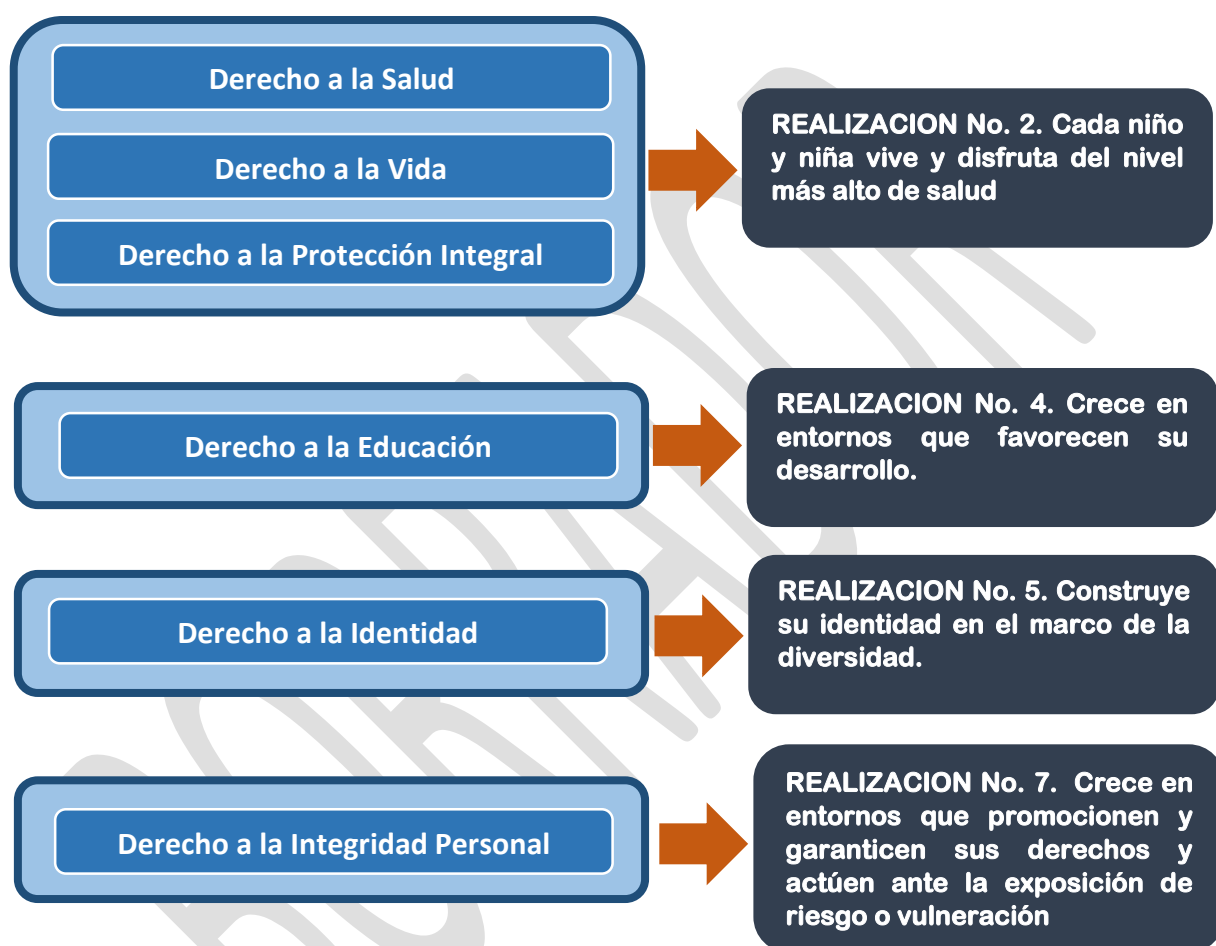 Derecho a la Salud
Derecho a la Vida
Derecho a la Protección Integral
REALIZACION No. 2. Cada niño
y niña vive y disfruta del nivel
más alto de salud
Derecho a la Educación
REALIZACION No. 4. Crece en
entornos que favorecen su
desarrollo.
Derecho a la Identidad
REALIZACION No. 5. Construye
su identidad en el marco de la
diversidad.
Derecho a la Integridad Personal
REALIZACION No. 7. Crece en
entornos que promocionen y
garanticen sus derechos y
actúen ante la exposición de
riesgo o vulneración